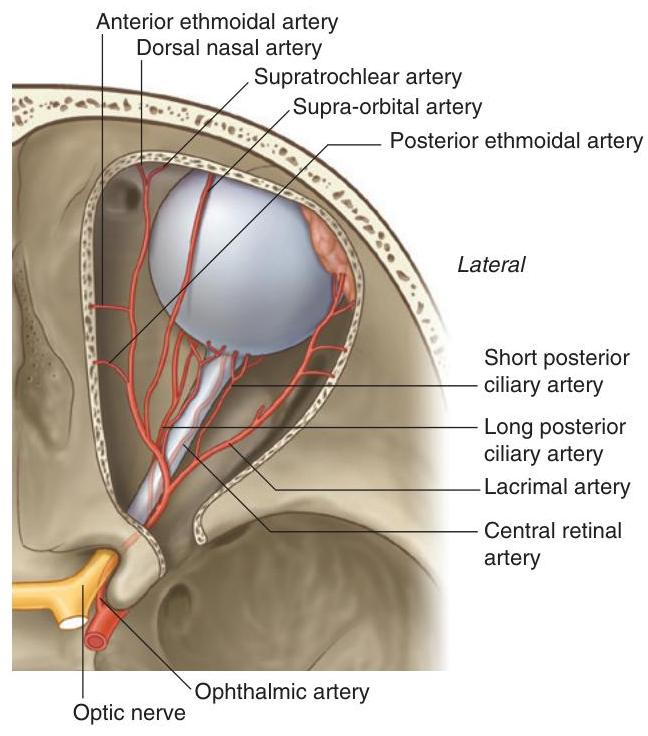 Anterior ethmoidal artery
Dorsal nasal artery
Supratrochlear artery
Supra-orbital artery
Posterior ethmoidal artery
Lateral
Short posterior
ciliary artery
Long posterior
ciliary artery
Lacrimal artery
Central retinal
artery
Ophthalmic artery
Optic nerve